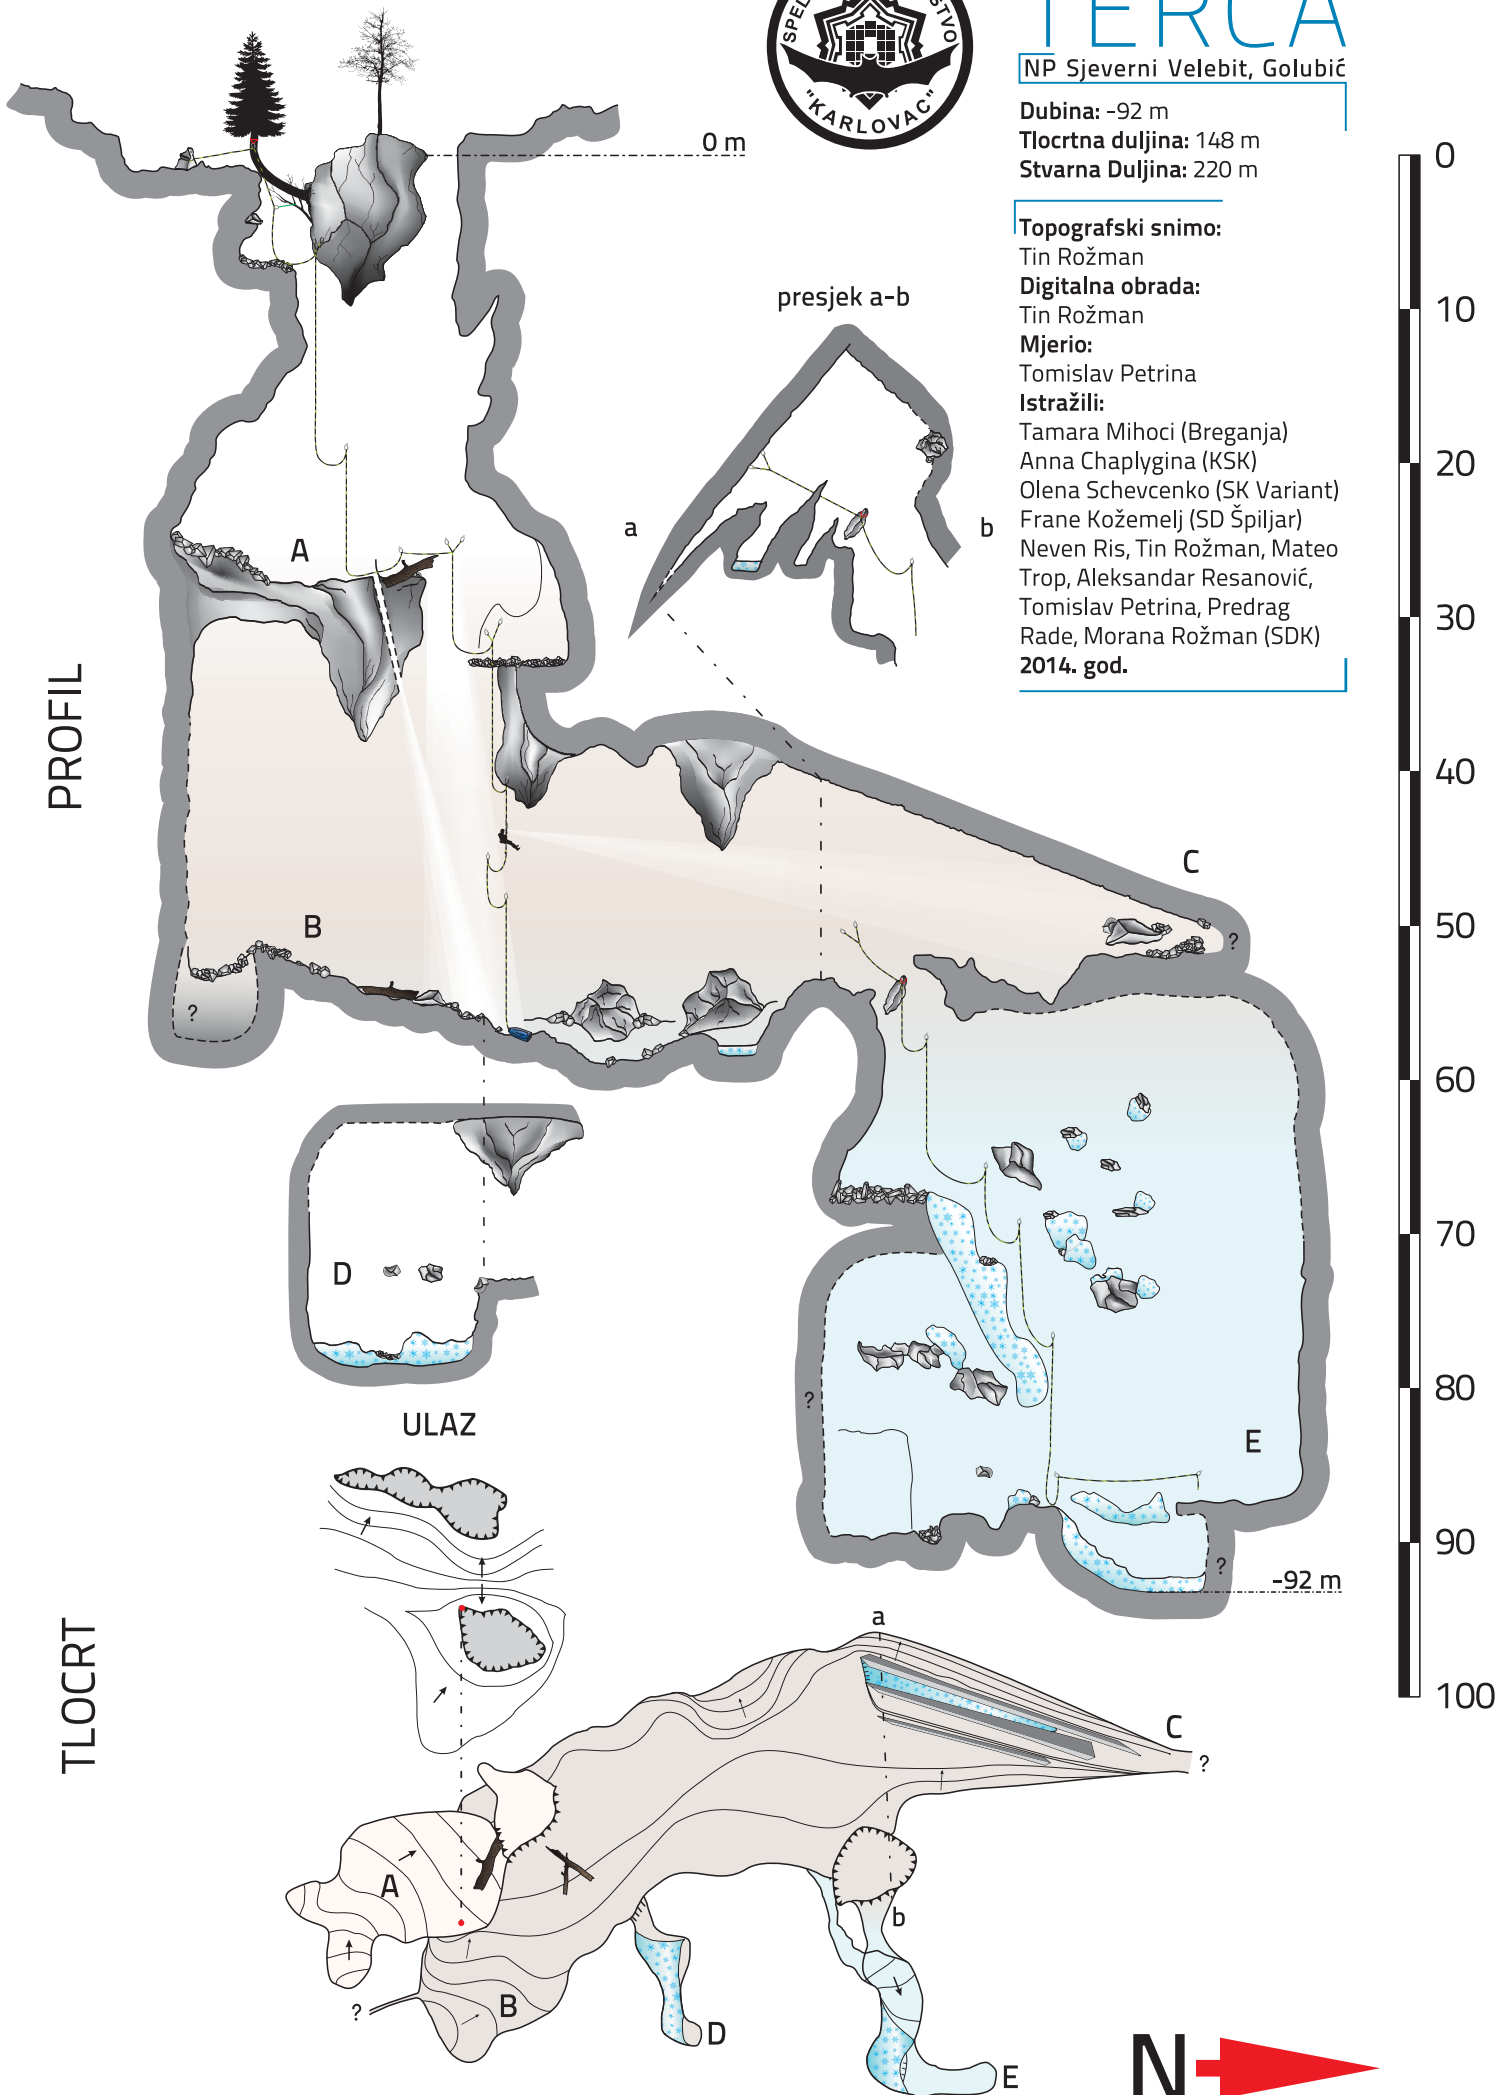 TERCA
NP Sjeverni Velebit, Golubić
Dubina: -92 m
Tlocrtna duljina: 148 m
Stvarna Duljina: 220 m
Topografski snimo:
Tin Rožman
Digitalna obrada:
Tin Rožman
Mjerio:
Tomislav Petrina
Istražili:
Tamara Mihoci (Breganja)
Anna Chaplygina (KSK)
Olena Schevcenko (SK Variant)
Frane Kožemelj (SD Špiljar)
Neven Ris, Tin Rožman, Mateo
Trop, Aleksandar Resanović,
Tomislav Petrina, Predrag
Rade, Morana Rožman (SDK)
2014. god.
"KARLOVAC"
0 m
presjek a-b
a
b
PROFIL
A
B
C
?
?
D
?
E
?
-92 m
0
10
20
30
40
50
60
70
80
90
100
ULAZ
TLOCRT
a
C
?
A
b
?
B
D
E
N